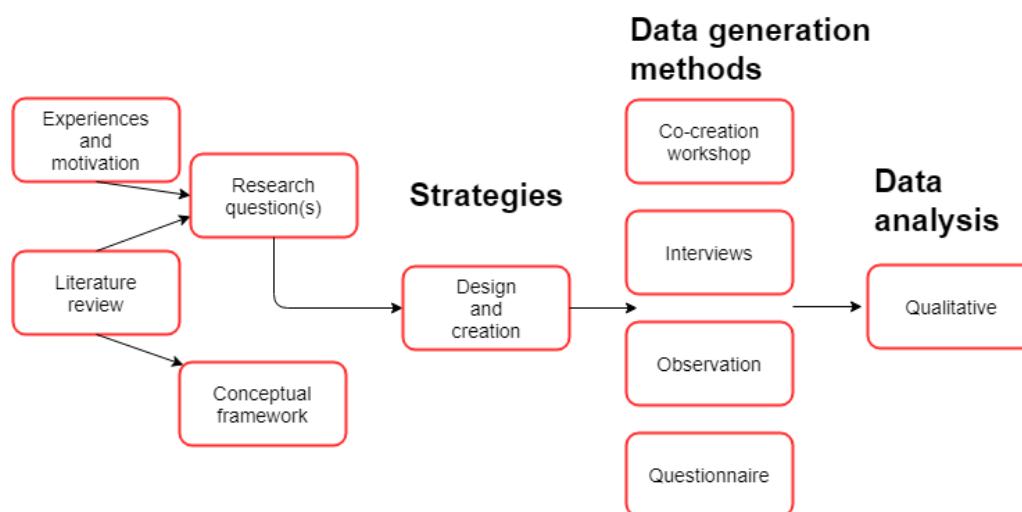 Experiences
and
motivation
Literature
review
Research
question(s)
Conceptual
framework
Strategies
Design
and
creation
Data generation
methods
Co-creation
workshop
Interviews
Observation
Questionnaire
Data
analysis
Qualitative